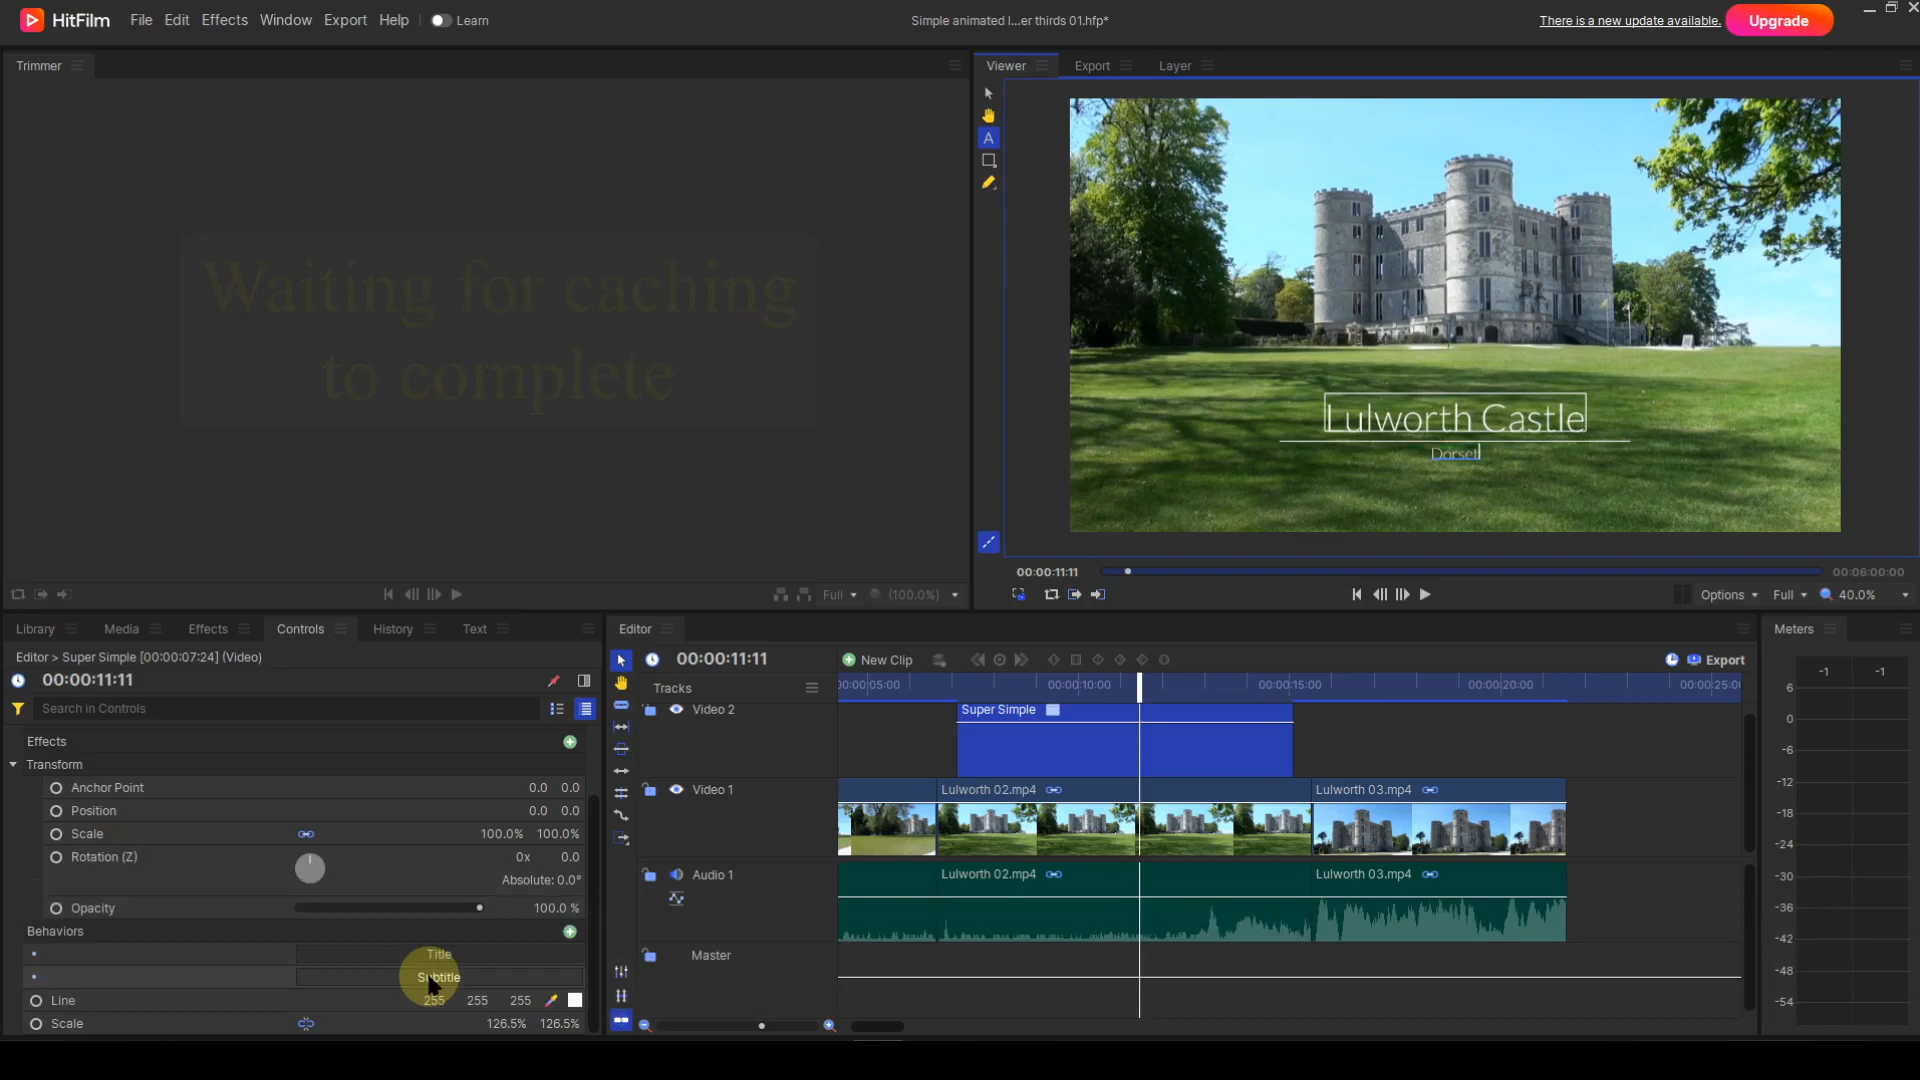 HitFilm File Edit Effects Window Export Help Learn
Simple animated l...er thirds 01.hfp*
There is a new update available. Upgrade
Trimmer
Waiting for caching
to complete
Full (100.0%)
Viewer Export Layer
A
Lulworth Castle
Dorset
00:00:11:11 00:06:00:00
Options Full 40.0%
Library Media Effects Controls History Text
Editor > Super Simple [00:00:07:24] (Video)
00:00:11:11
Search in Controls
Effects
Transform
Anchor Point 0.0 0.0
Position 0.0 0.0
Scale 100.0% 100.0%
Rotation (Z) 0x 0.0
Absolute: 0.0°
Opacity 100.0 %
Behaviors
Title
Subtitle
Line 255 255 255
Scale 126.5% 126.5%
Editor
00:00:11:11 New Clip Export
Tracks 00:00:05:00 00:00:10:00 00:00:15:00 00:00:20:00 00:00:25:0
Video 2 Super Simple
Video 1 Lulworth 02.mp4 Lulworth 03.mp4
Audio 1 Lulworth 02.mp4 Lulworth 03.mp4
Master
Meters
-1 -1
6
0
-6
-12
-18
-24
-30
-36
-42
-48
-54